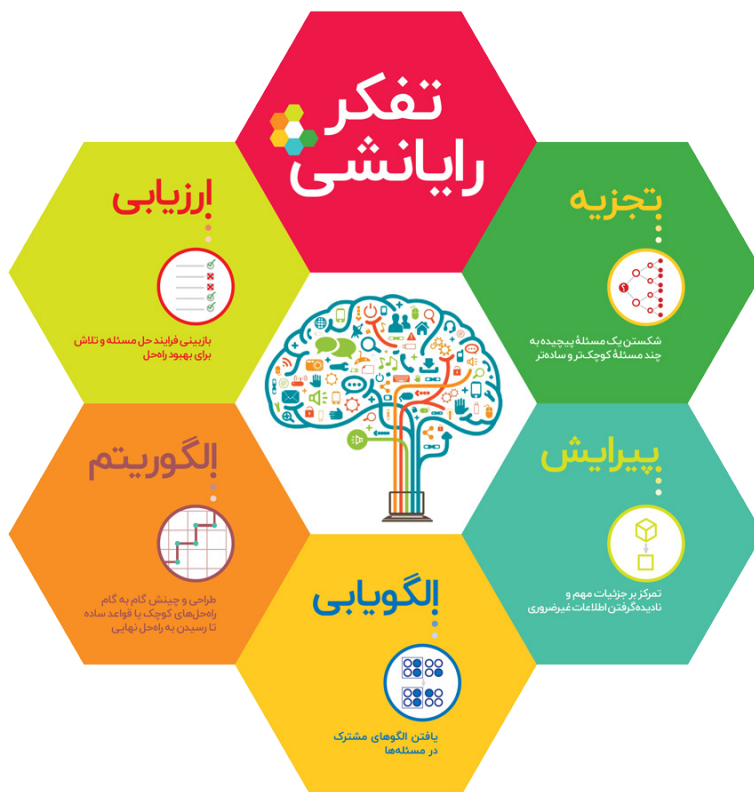 تفکر
رایانشی
تجزیه
شکستن یک مسئلهٔ پیچیده به
چند مسئلهٔ کوچک‌تر و ساده‌تر
پیرایش
تمرکز بر جزئیات مهم و
نادیده‌گرفتن اطلاعات غیرضروری
الگویابی
یافتن الگوهای مشترک
در مسئله‌ها
الگوریتم
طراحی و چینش گام به گام
راه‌حل‌های کوچک با قواعد ساده
تا رسیدن به راه‌حل نهایی
ارزیابی
بازبینی فرایند حل مسئله و تلاش
برای بهبود راه‌حل